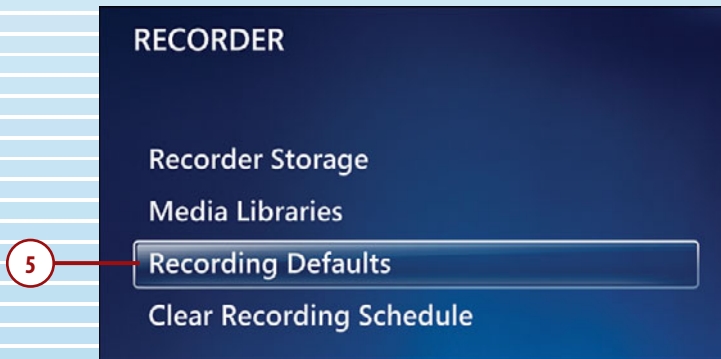 RECORDER
Recorder Storage
Media Libraries
5
Recording Defaults
Clear Recording Schedule